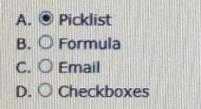 A. Picklist
B. Formula
C. Email
D. Checkboxes